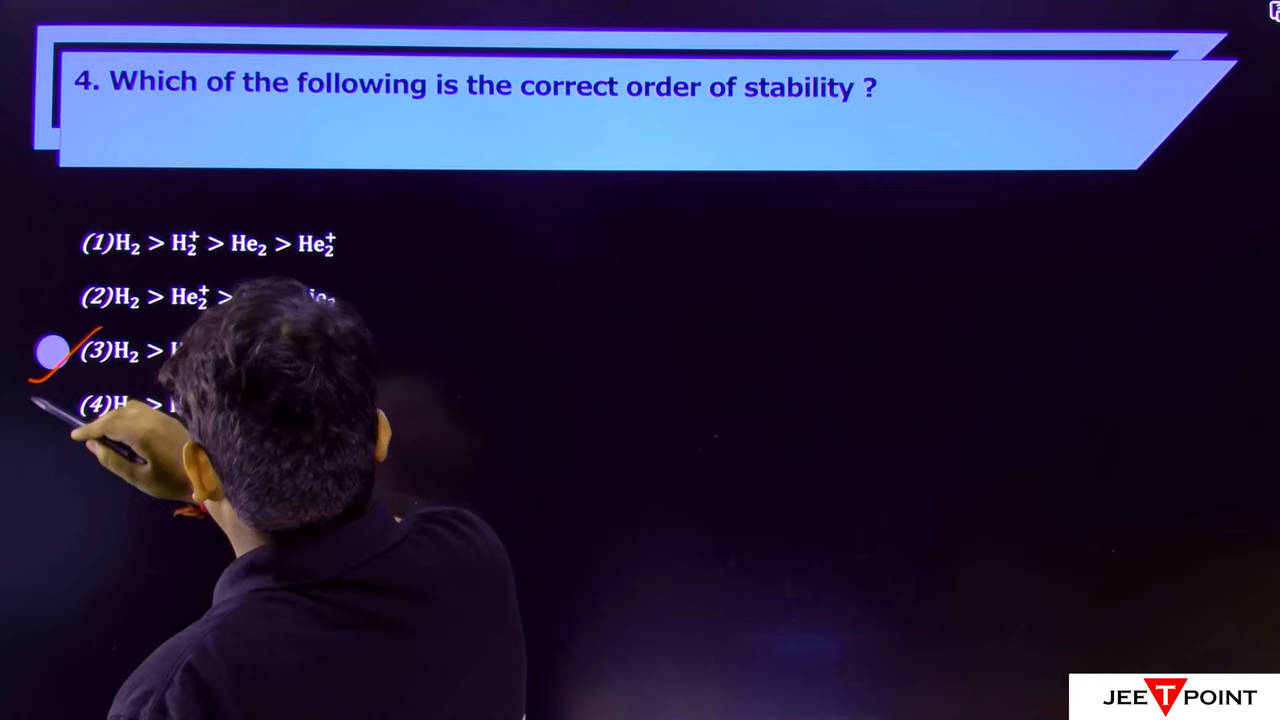 4. Which of the following is the correct order of stability ?
(1)H₂ > H₂⁺ > He₂ > He₂⁺
(2)H₂ > He₂⁺ >
(3)H₂ >
(4)H >
JEE T POINT